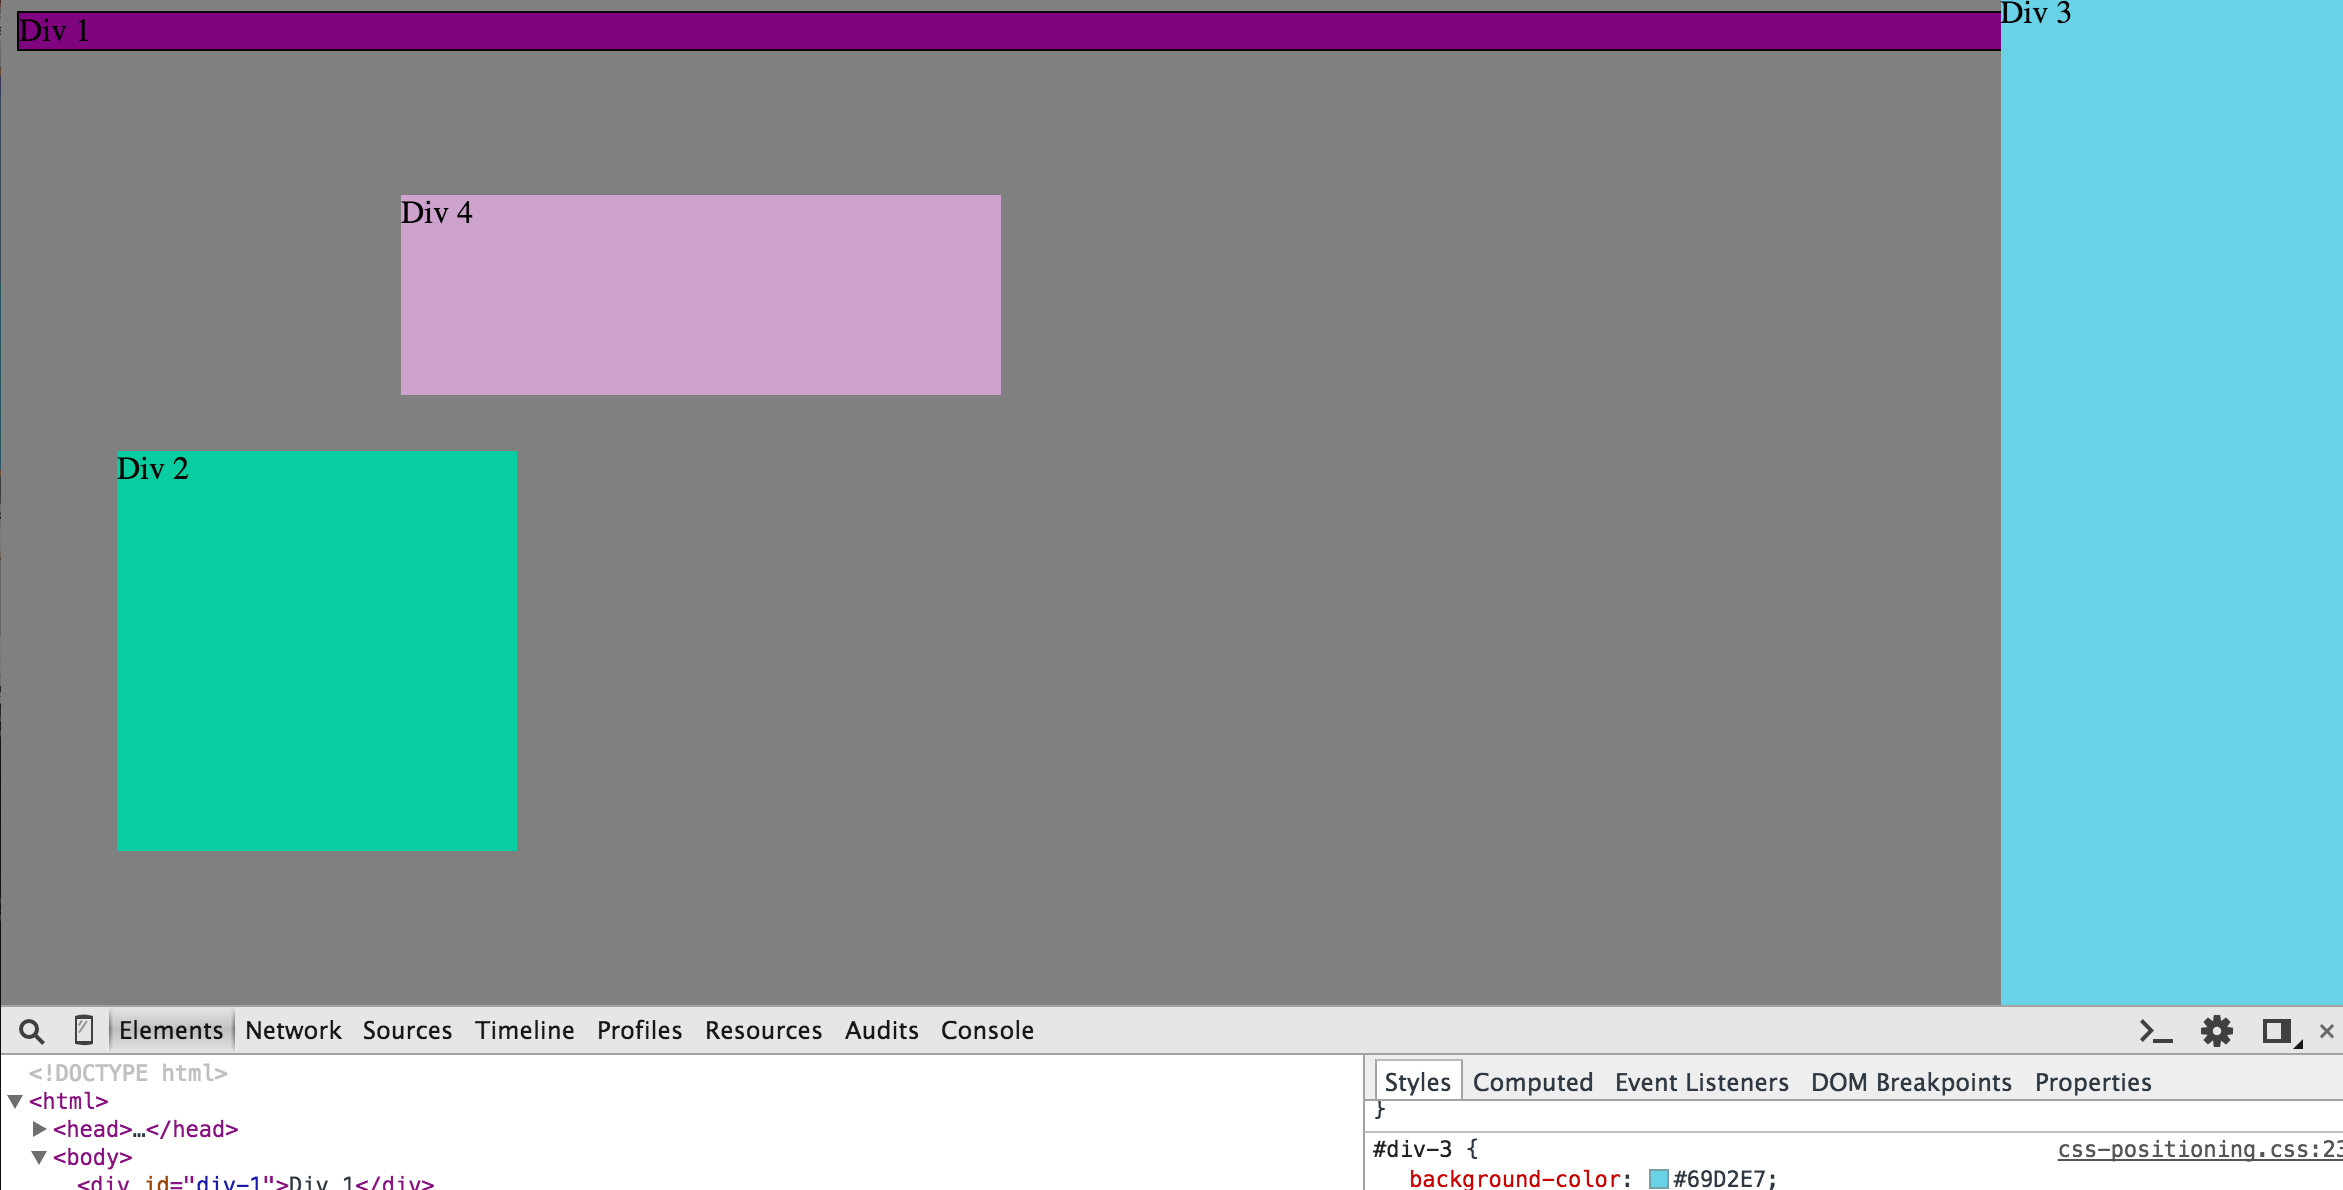 Div 1
Div 3
Div 4
Div 2
Elements Network Sources Timeline Profiles Resources Audits Console
<!DOCTYPE html>
<html>
<head>…</head>
<body>
<div id="div-1">Div 1</div>
Styles Computed Event Listeners DOM Breakpoints Properties
}
#div-3 { css-positioning.css:23
background-color: #69D2E7;